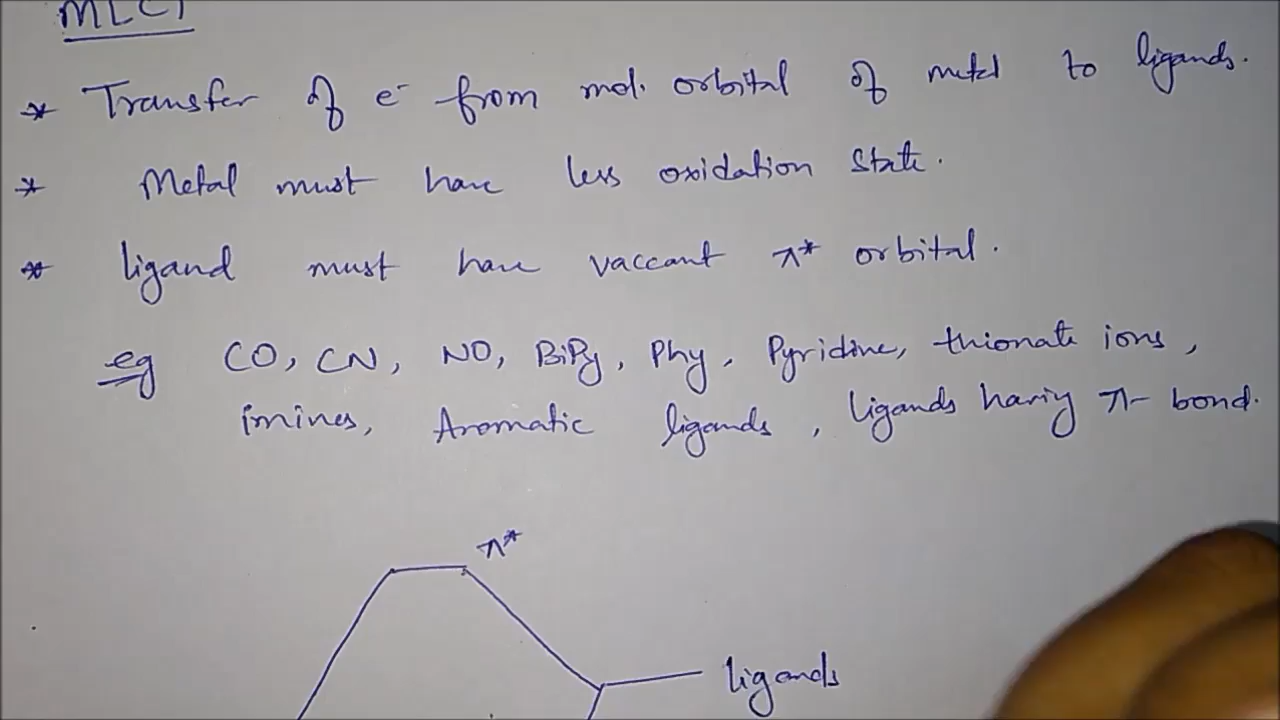 MLCT
* Transfer of e⁻ from mol. orbital of metal to ligands.
* Metal must have less oxidation state.
* ligand must have vaccant π* orbital.
eg CO, CN, NO, BiPy, Phy, Pyridine, thionate ions,
imines, Aromatic ligands, ligands having π- bond.
π*
ligands